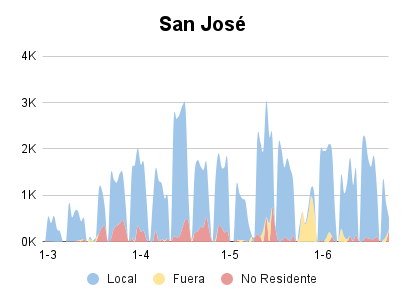 San José
4K
3K
2K
1K
0K
1-3 1-4 1-5 1-6
Local Fuera No Residente